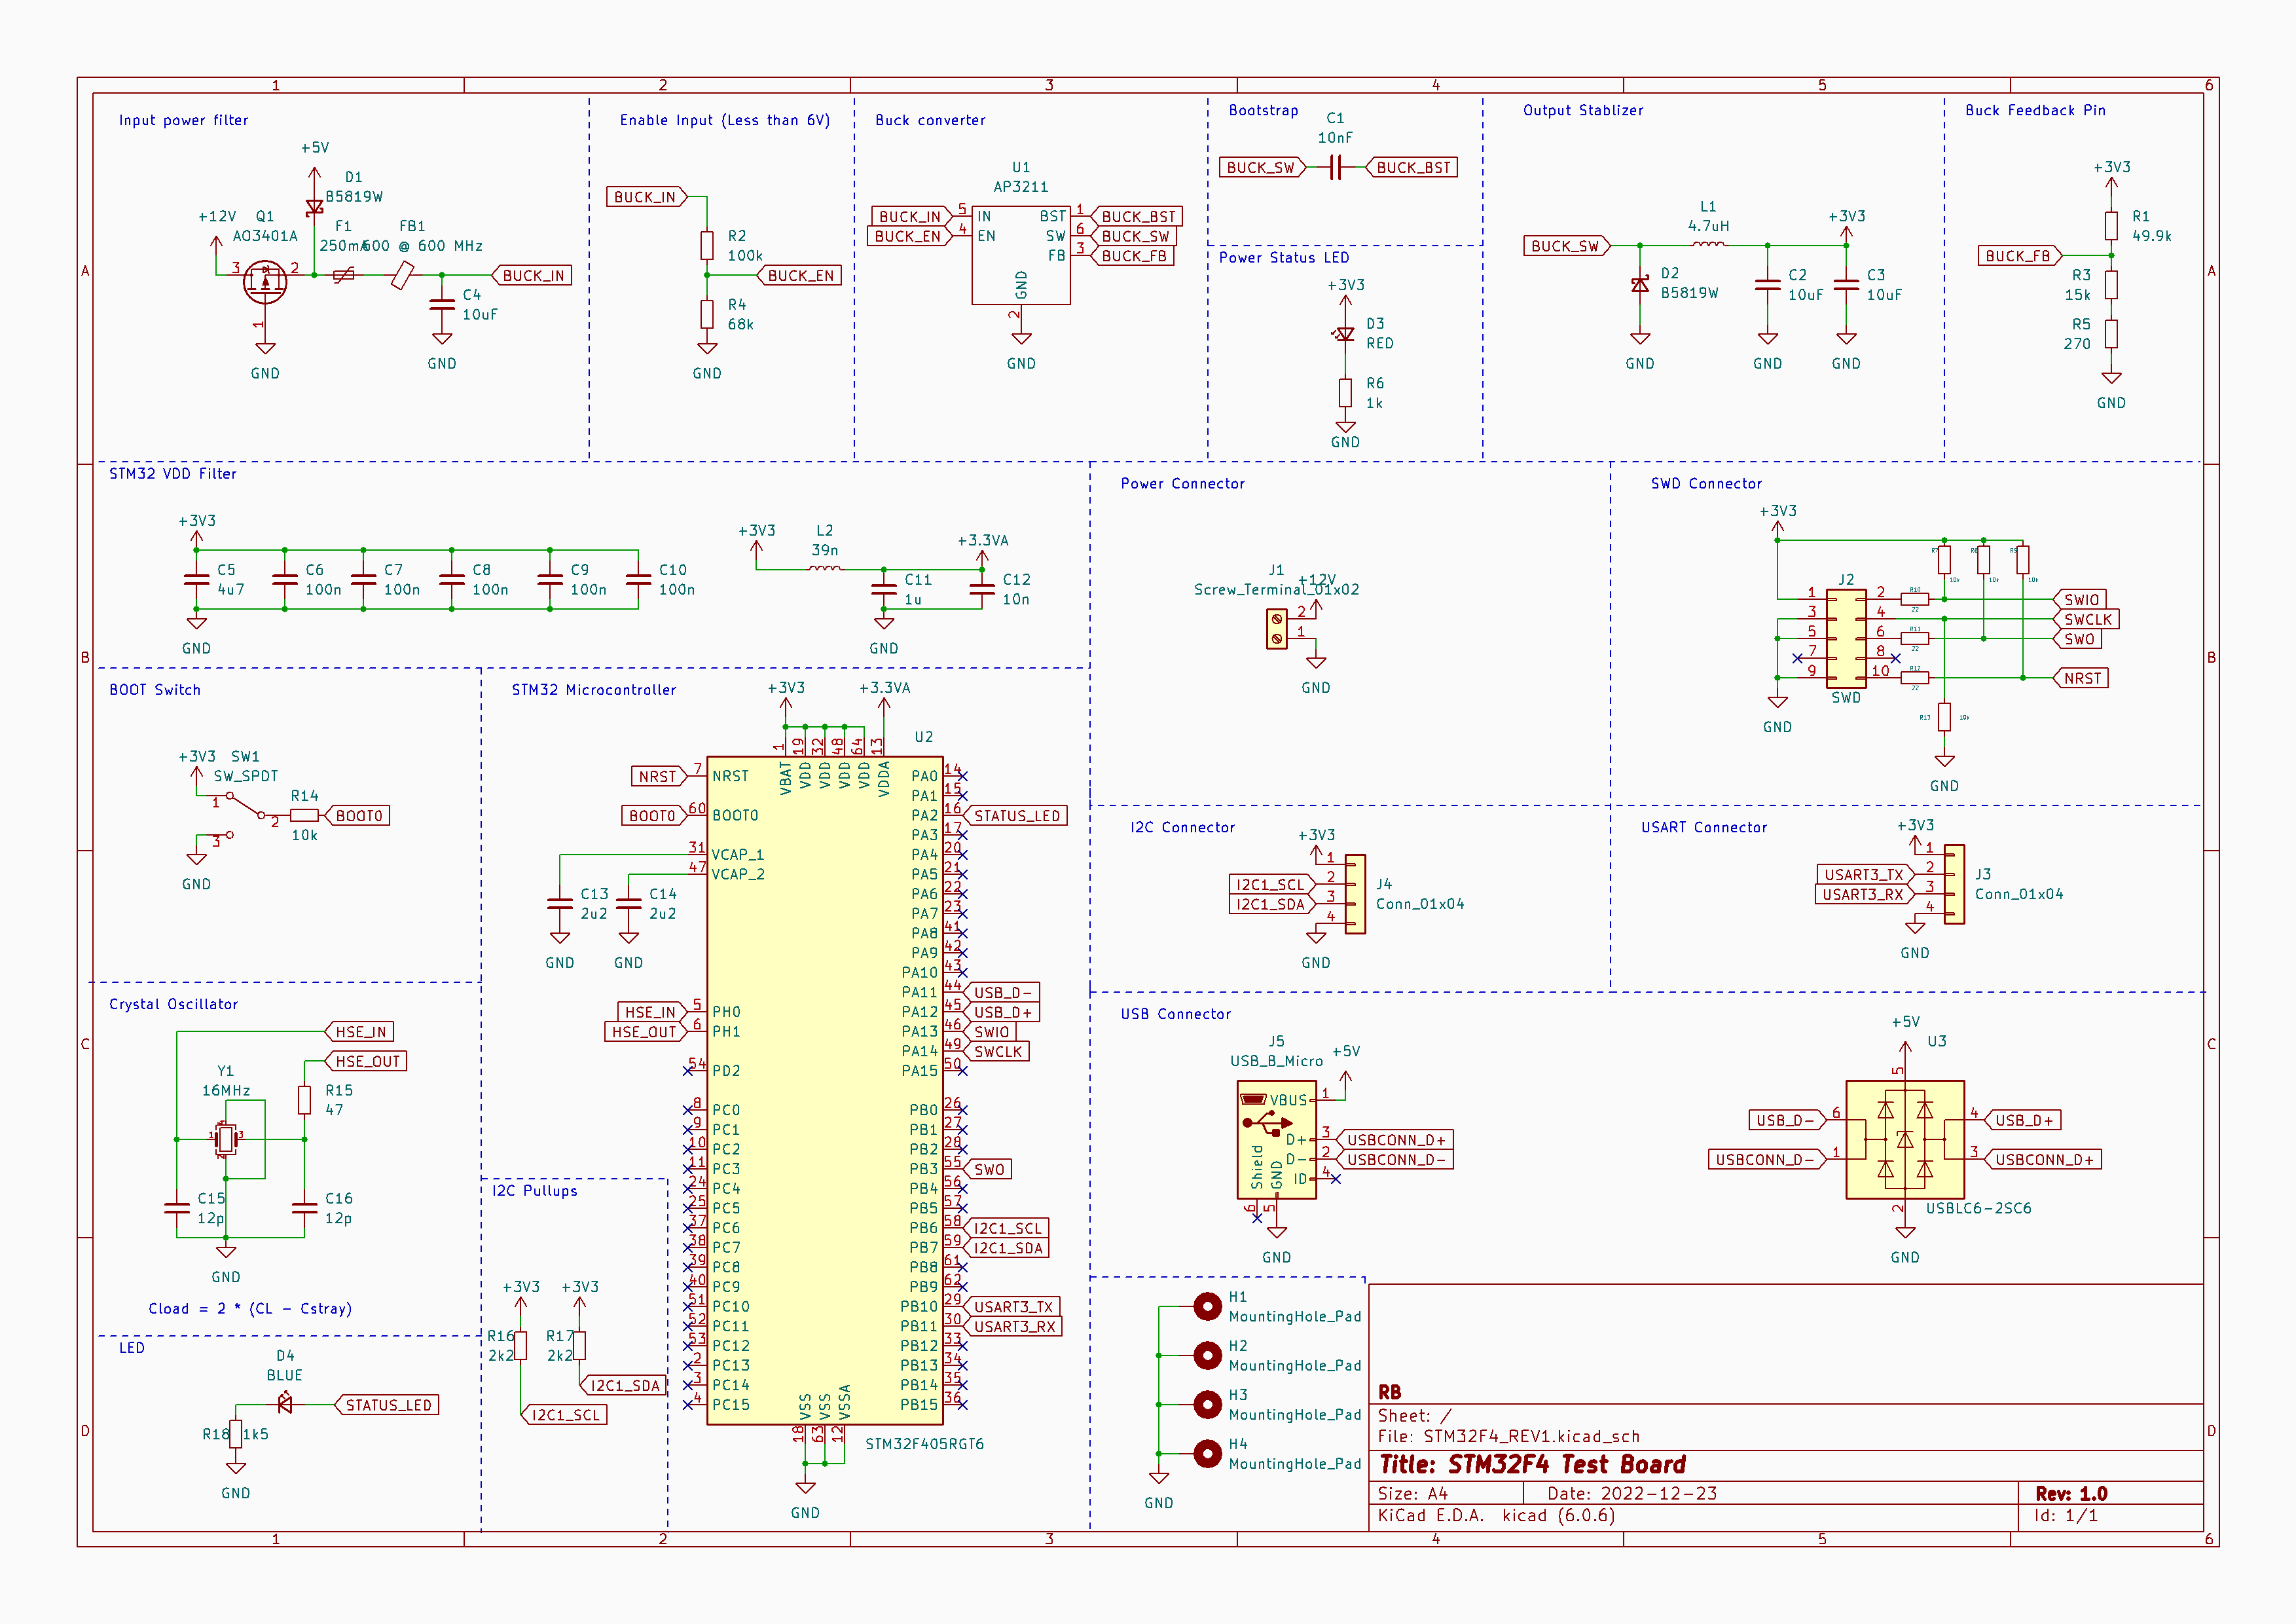 1 2 3 4 5 6
A
B
C
D
Input power filter
+5V
D1
B5819W
+12V
Q1
AO3401A
3
2
1
F1
250mA
FB1
600 @ 600 MHz
BUCK_IN
C4
10uF
GND
GND
Enable Input (Less than 6V)
BUCK_IN
R2
100k
BUCK_EN
R4
68k
GND
Buck converter
U1
AP3211
BUCK_IN 5 IN
BUCK_EN 4 EN
BST 1 BUCK_BST
SW 6 BUCK_SW
FB 3 BUCK_FB
GND
2
GND
Bootstrap
C1
10nF
BUCK_SW
BUCK_BST
Power Status LED
+3V3
D3
RED
R6
1k
GND
Output Stablizer
BUCK_SW
L1
4.7uH
+3V3
D2
B5819W
C2
10uF
C3
10uF
GND
GND
GND
Buck Feedback Pin
+3V3
R1
49.9k
BUCK_FB
R3
15k
R5
270
GND
STM32 VDD Filter
+3V3
C5
4u7
C6
100n
C7
100n
C8
100n
C9
100n
C10
100n
GND
+3V3
L2
39n
+3.3VA
C11
1u
C12
10n
GND
Power Connector
J1
Screw_Terminal_01x02
+12V
2
1
GND
SWD Connector
+3V3
R7
10k
R8
10k
R9
10k
J2
1 2 R10 22 SWIO
3 4 SWCLK
5 6 R11 22 SWO
7 8
9 10 R12 22 NRST
SWD
R13 10k
GND
GND
BOOT Switch
+3V3
SW1
SW_SPDT
1
2
3
R14
10k
BOOT0
GND
STM32 Microcontroller
+3V3
+3.3VA
U2
1 19 32 48 64 13
VBAT VDD VDD VDD VDD VDDA
NRST 7 NRST
BOOT0 60 BOOT0
31 VCAP_1
47 VCAP_2
C13
2u2
C14
2u2
GND
GND
HSE_IN 5 PH0
HSE_OUT 6 PH1
54 PD2
8 PC0
9 PC1
10 PC2
11 PC3
24 PC4
25 PC5
37 PC6
38 PC7
39 PC8
40 PC9
51 PC10
52 PC11
53 PC12
2 PC13
3 PC14
4 PC15
PA0 14
PA1 15
PA2 16 STATUS_LED
PA3 17
PA4 20
PA5 21
PA6 22
PA7 23
PA8 41
PA9 42
PA10 43
PA11 44 USB_D-
PA12 45 USB_D+
PA13 46 SWIO
PA14 49 SWCLK
PA15 50
PB0 26
PB1 27
PB2 28
PB3 55 SWO
PB4 56
PB5 57
PB6 58 I2C1_SCL
PB7 59 I2C1_SDA
PB8 61
PB9 62
PB10 29 USART3_TX
PB11 30 USART3_RX
PB12 33
PB13 34
PB14 35
PB15 36
VSS VSS VSSA
18 63 12
STM32F405RGT6
GND
I2C Connector
+3V3
1
I2C1_SCL 2
I2C1_SDA 3
4
J4
Conn_01x04
GND
USART Connector
+3V3
1
USART3_TX 2
USART3_RX 3
4
J3
Conn_01x04
GND
Crystal Oscillator
HSE_IN
HSE_OUT
Y1
16MHz
1
3
4
2
R15
47
C15
12p
C16
12p
GND
Cload = 2 * (CL - Cstray)
I2C Pullups
+3V3
+3V3
R16
2k2
R17
2k2
I2C1_SDA
I2C1_SCL
LED
D4
BLUE
STATUS_LED
R18 1k5
GND
USB Connector
J5
USB_B_Micro
+5V
VBUS 1
D+ 3 USBCONN_D+
D- 2 USBCONN_D-
ID 4
Shield GND
6 5
GND
+5V
U3
5
USB_D- 6
4 USB_D+
USBCONN_D- 1
3 USBCONN_D+
2
USBLC6-2SC6
GND
H1
MountingHole_Pad
H2
MountingHole_Pad
H3
MountingHole_Pad
H4
MountingHole_Pad
GND
RB
Sheet: /
File: STM32F4_REV1.kicad_sch
Title: STM32F4 Test Board
Size: A4
Date: 2022-12-23
Rev: 1.0
KiCad E.D.A. kicad (6.0.6)
Id: 1/1
A
B
C
D
1 2 3 4 5 6